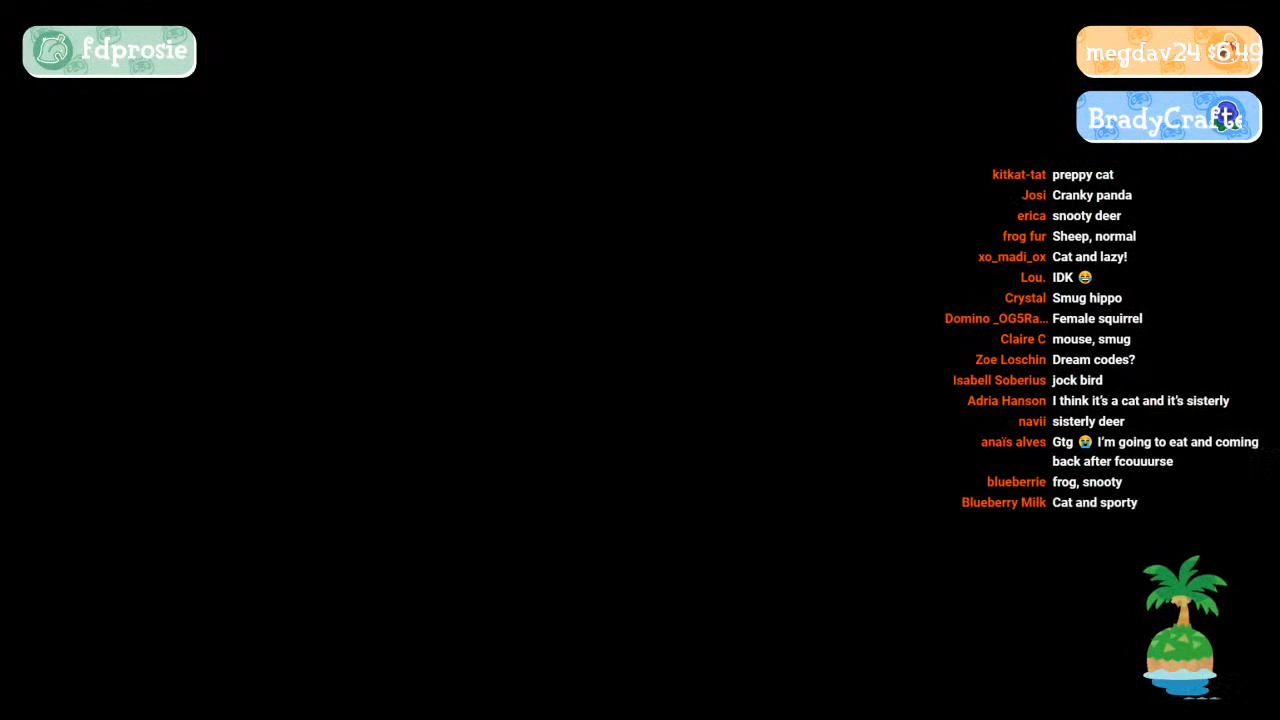 fdprosie
megdav24 $6.49
BradyCrafte
kitkat-tat preppy cat
Josi Cranky panda
erica snooty deer
frog fur Sheep, normal
xo_madi_ox Cat and lazy!
Lou. IDK 😂
Crystal Smug hippo
Domino _OG5Ra... Female squirrel
Claire C mouse, smug
Zoe Loschin Dream codes?
Isabell Soberius jock bird
Adria Hanson I think it’s a cat and it’s sisterly
navii sisterly deer
anaïs alves Gtg 😭 I’m going to eat and coming
back after fcouuurse
blueberrie frog, snooty
Blueberry Milk Cat and sporty